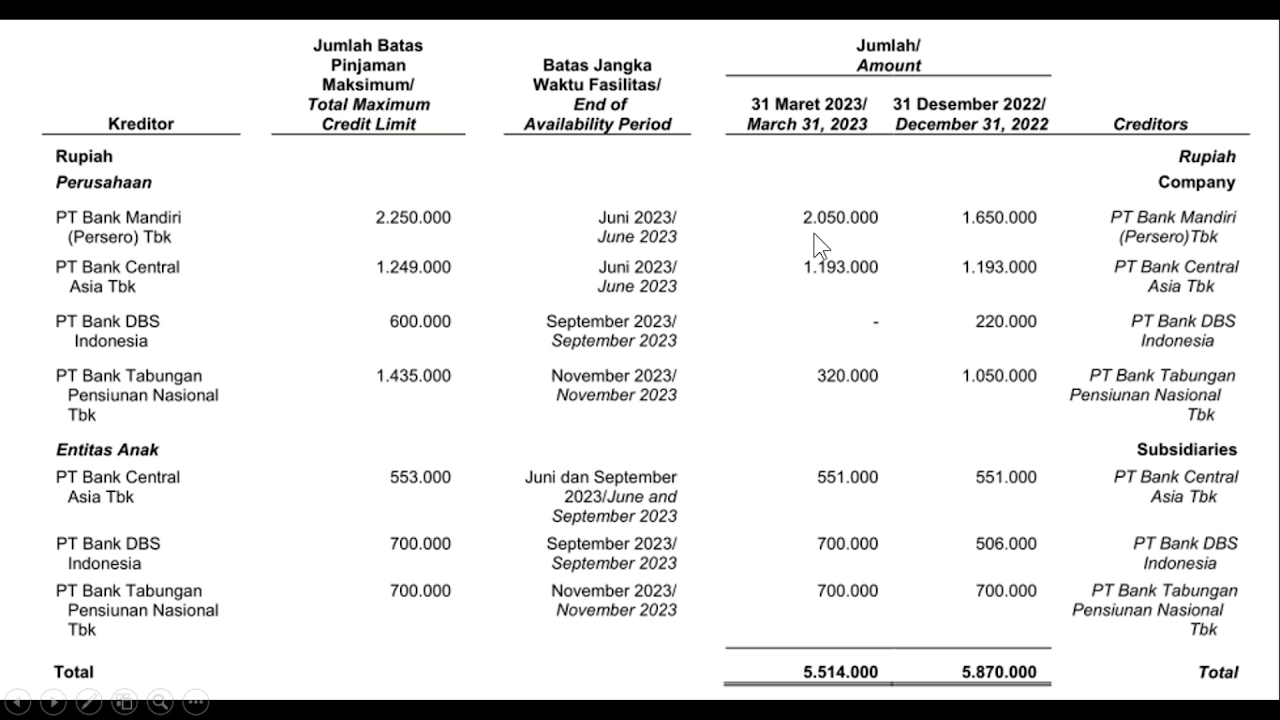 Jumlah Batas
Pinjaman
Maksimum/
Total Maximum
Credit Limit
Batas Jangka
Waktu Fasilitas/
End of
Availability Period
Jumlah/
Amount
31 Maret 2023/
March 31, 2023
31 Desember 2022/
December 31, 2022
Kreditor
Creditors
Rupiah
Rupiah
Perusahaan
Company
PT Bank Mandiri 2.250.000 Juni 2023/ 2.050.000 1.650.000 PT Bank Mandiri
(Persero) Tbk June 2023 (Persero)Tbk
PT Bank Central 1.249.000 Juni 2023/ 1.193.000 1.193.000 PT Bank Central
Asia Tbk June 2023 Asia Tbk
PT Bank DBS 600.000 September 2023/ - 220.000 PT Bank DBS
Indonesia September 2023 Indonesia
PT Bank Tabungan 1.435.000 November 2023/ 320.000 1.050.000 PT Bank Tabungan
Pensiunan Nasional November 2023 Pensiunan Nasional
Tbk Tbk
Entitas Anak Subsidiaries
PT Bank Central 553.000 Juni dan September 551.000 551.000 PT Bank Central
Asia Tbk 2023/June and Asia Tbk
September 2023
PT Bank DBS 700.000 September 2023/ 700.000 506.000 PT Bank DBS
Indonesia September 2023 Indonesia
PT Bank Tabungan 700.000 November 2023/ 700.000 700.000 PT Bank Tabungan
Pensiunan Nasional November 2023 Pensiunan Nasional
Tbk Tbk
Total 5.514.000 5.870.000 Total